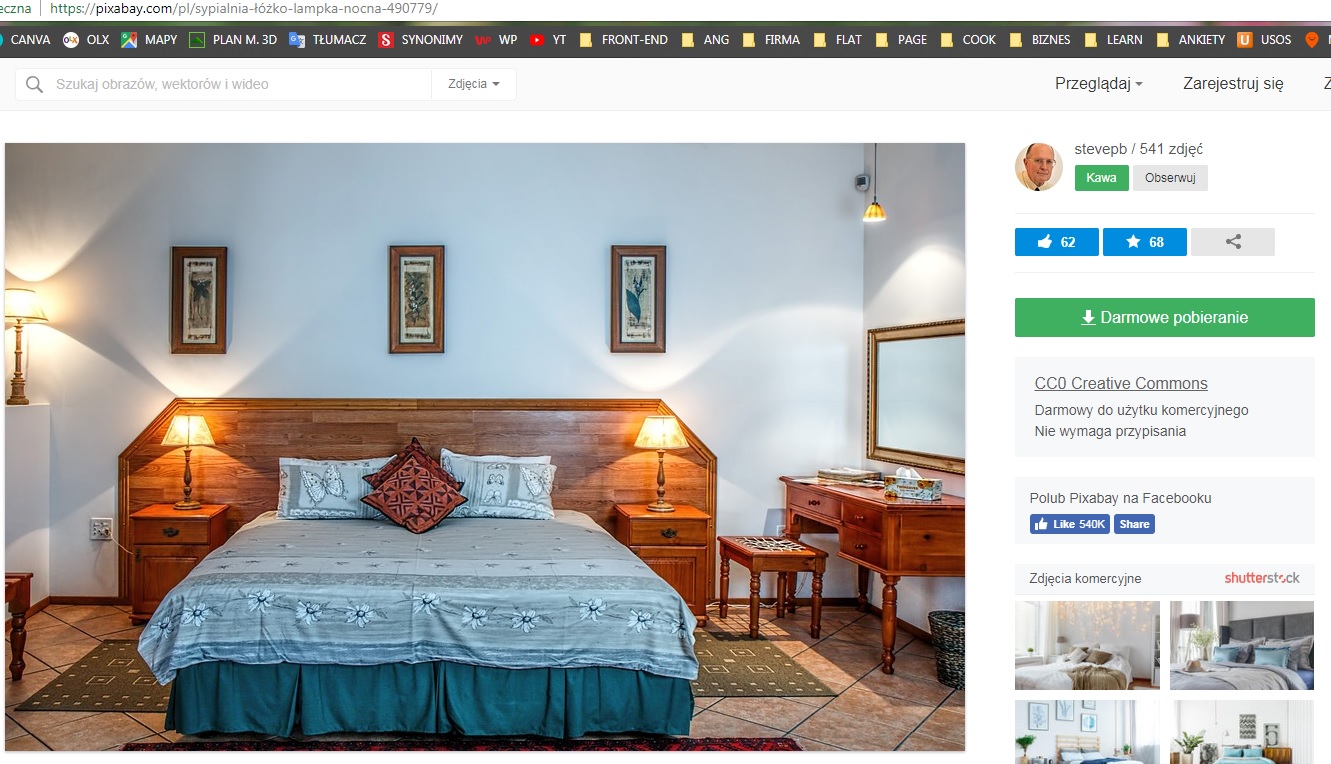 eczna https://pixabay.com/pl/sypialnia-łóżko-lampka-nocna-490779/
CANVA OLX MAPY PLAN M. 3D TŁUMACZ SYNONIMY WP YT FRONT-END ANG FIRMA FLAT PAGE COOK BIZNES LEARN ANKIETY USOS
Szukaj obrazów, wektorów i wideo Zdjęcia Przeglądaj Zarejestruj się Z
stevepb / 541 zdjęć
Kawa Obserwuj
62 68
Darmowe pobieranie
CC0 Creative Commons
Darmowy do użytku komercyjnego
Nie wymaga przypisania
Polub Pixabay na Facebooku
Like 540K Share
Zdjęcia komercyjne shutterstock